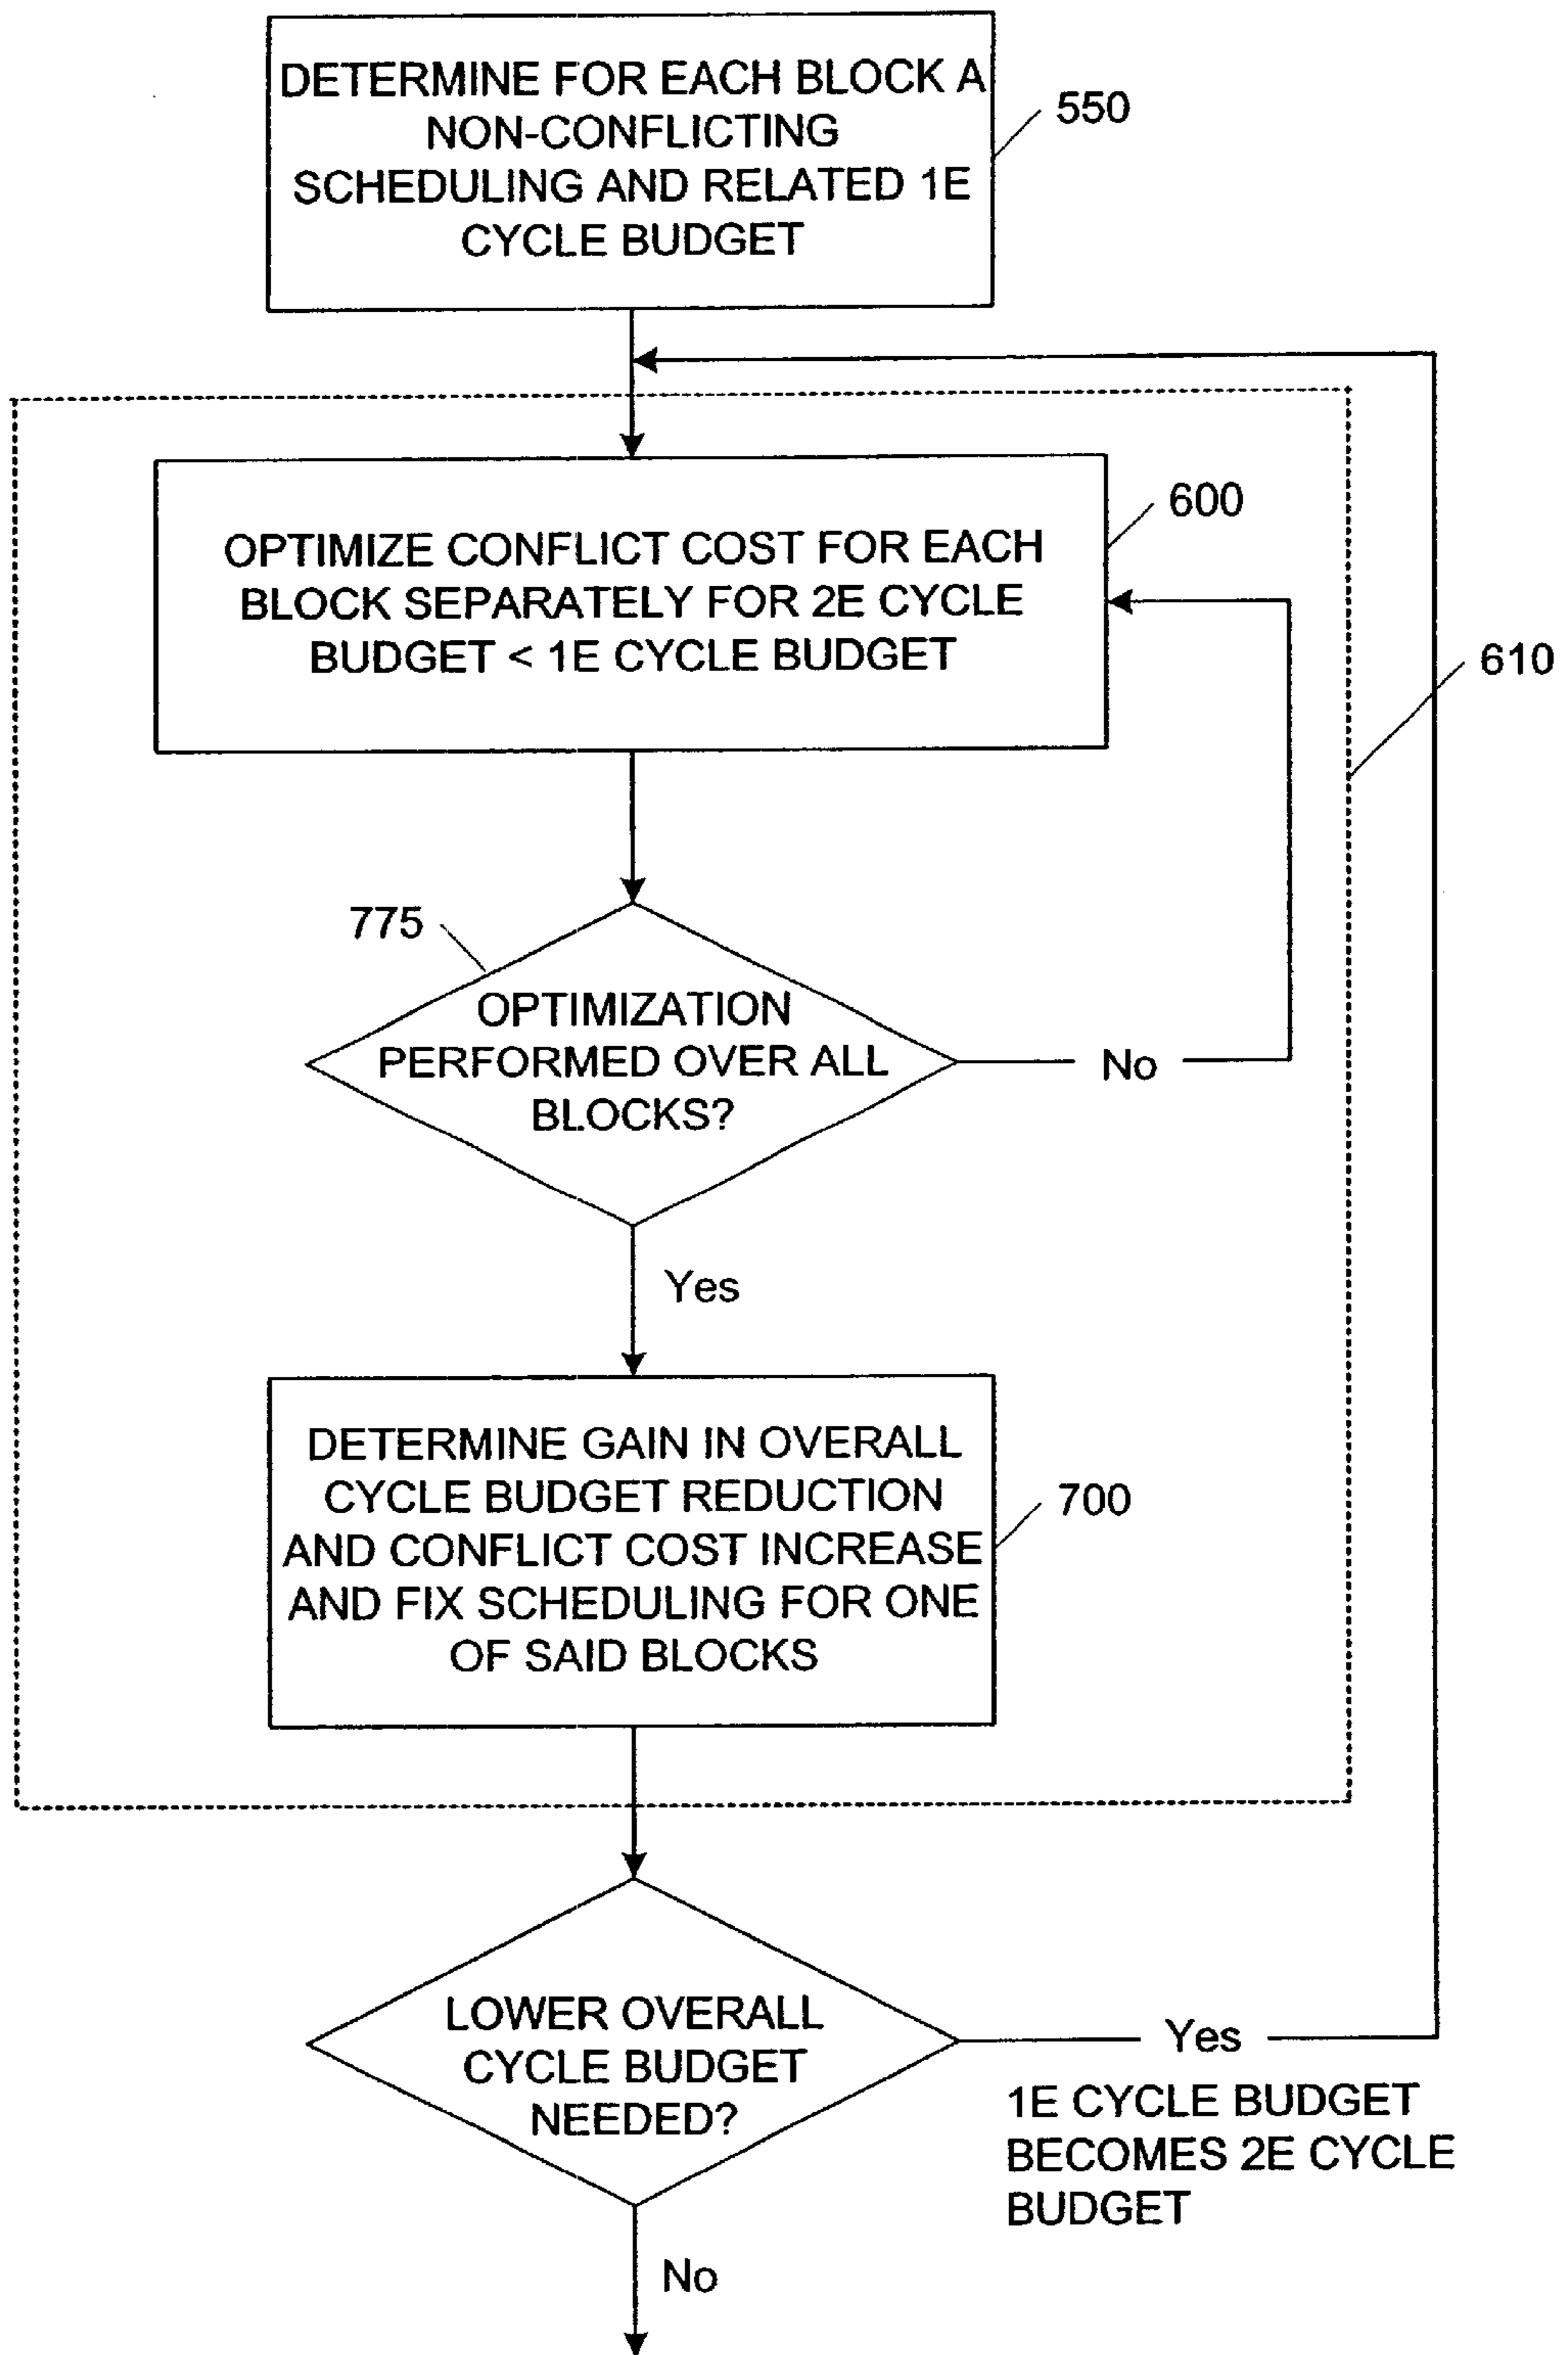 DETERMINE FOR EACH BLOCK A
NON-CONFLICTING
SCHEDULING AND RELATED 1E
CYCLE BUDGET
550
600
OPTIMIZE CONFLICT COST FOR EACH
BLOCK SEPARATELY FOR 2E CYCLE
BUDGET < 1E CYCLE BUDGET
610
775
OPTIMIZATION
PERFORMED OVER ALL
BLOCKS?
No
Yes
DETERMINE GAIN IN OVERALL
CYCLE BUDGET REDUCTION
AND CONFLICT COST INCREASE
AND FIX SCHEDULING FOR ONE
OF SAID BLOCKS
700
LOWER OVERALL
CYCLE BUDGET
NEEDED?
Yes
1E CYCLE BUDGET
BECOMES 2E CYCLE
BUDGET
No